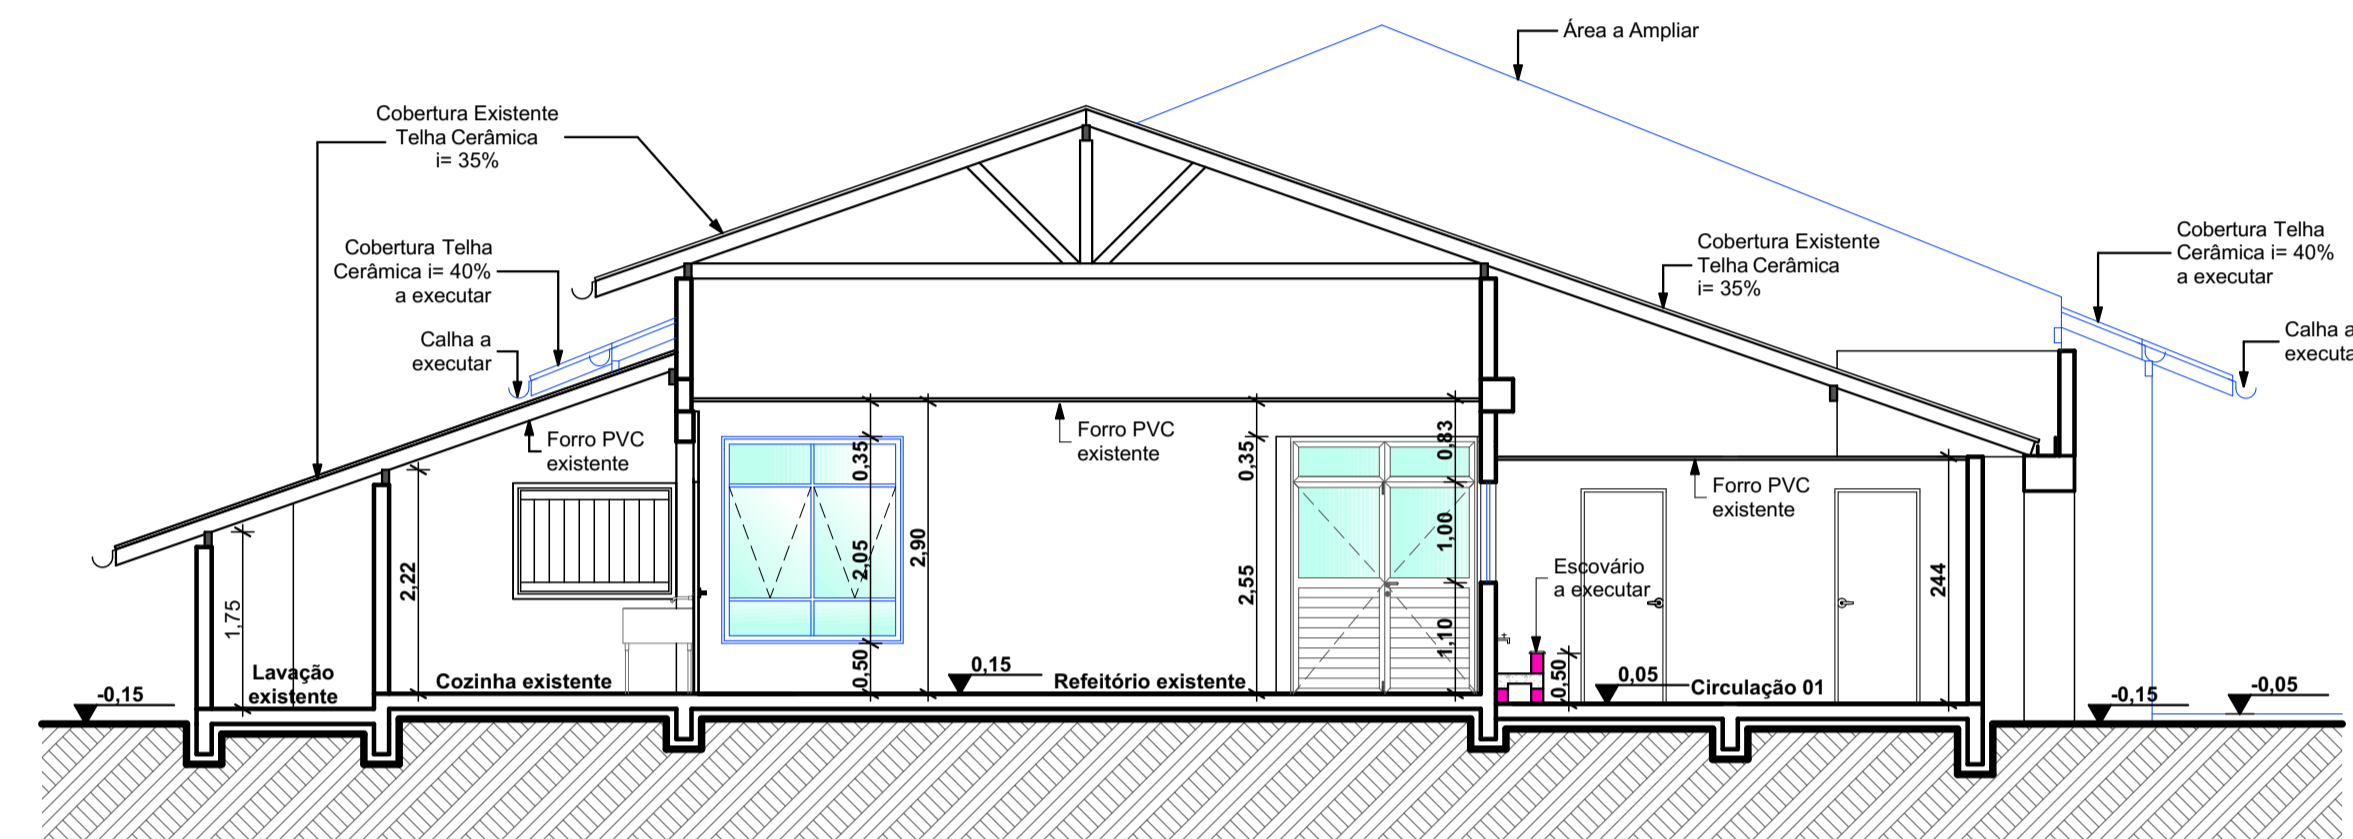 Área a Ampliar
Cobertura Existente
Telha Cerâmica
i= 35%
Cobertura Telha
Cerâmica i= 40%
a executar
Calha a
executar
Forro PVC
existente
Forro PVC
existente
Cobertura Existente
Telha Cerâmica
i= 35%
Cobertura Telha
Cerâmica i= 40%
a executar
Calha a
executa
Forro PVC
existente
Escovário
a executar
0,35
2,05
0,50
2,90
0,35
2,55
0,83
1,00
1,10
0,50
244
2,22
1,75
-0,15
Lavação
existente
Cozinha existente
0,15
Refeitório existente
0,05
Circulação 01
-0,15
-0,05